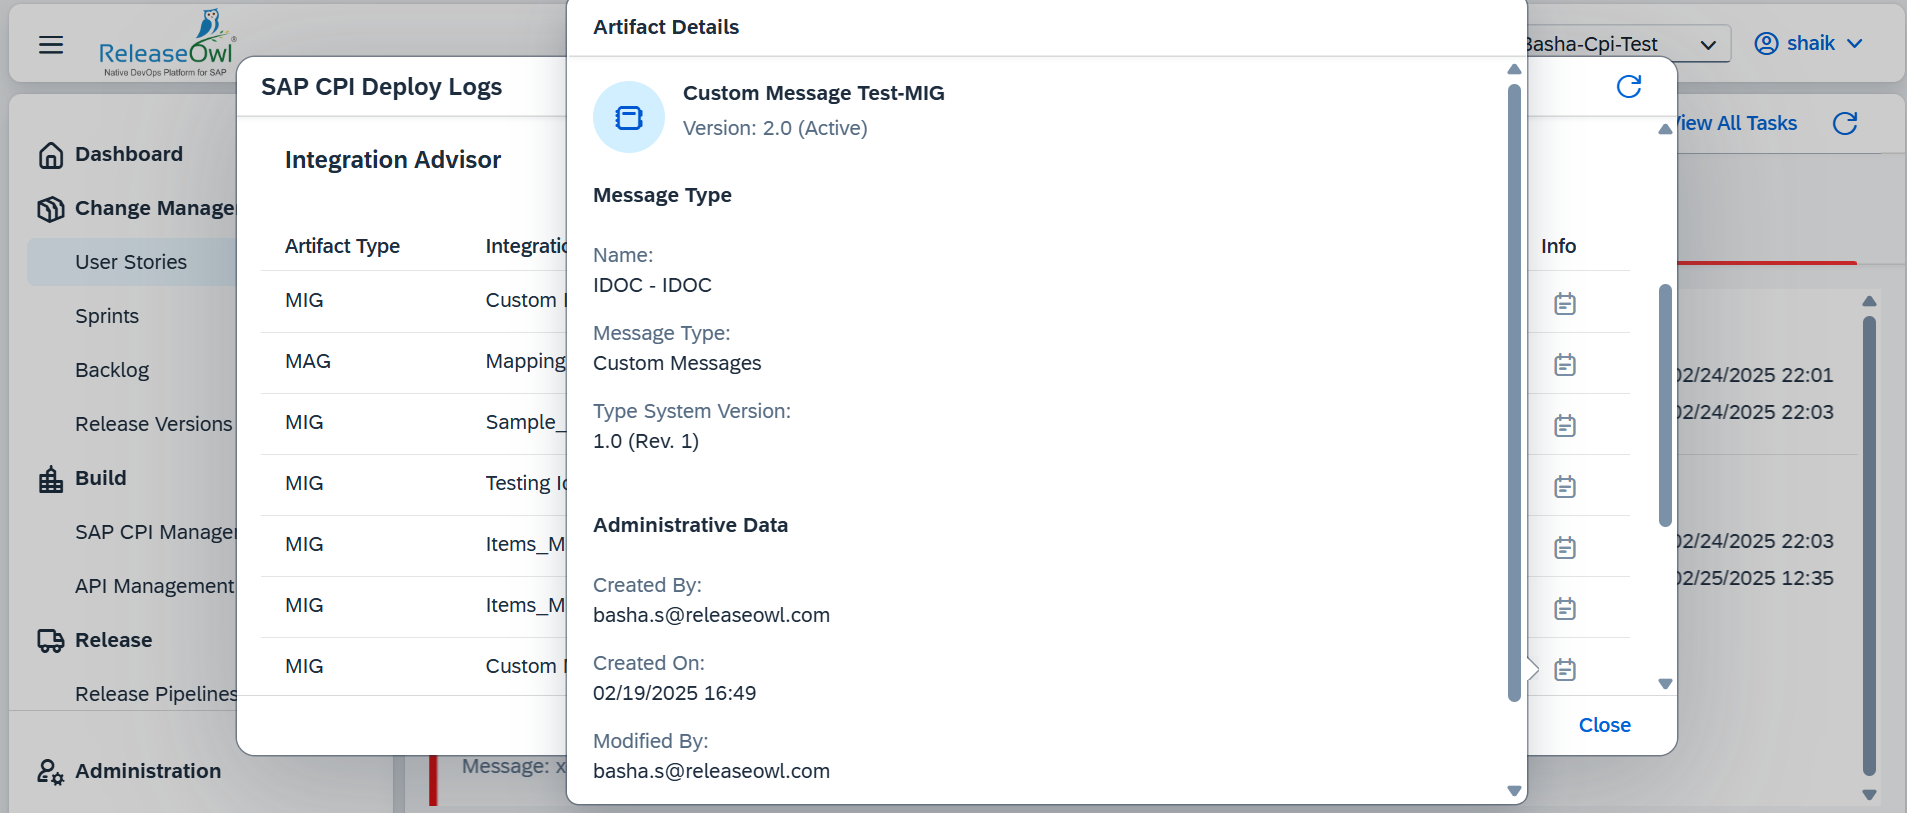 ReleaseOwl
Native DevOps Platform for SAP
Basha-Cpi-Test
shaik
View All Tasks
Dashboard
Change Manage
User Stories
Sprints
Backlog
Release Versions
Build
SAP CPI Manage
API Management
Release
Release Pipelines
Administration
SAP CPI Deploy Logs
Integration Advisor
Artifact Type
Info
MIG
Custom
MAG
Mapping
MIG
Sample_
MIG
Testing
MIG
Items_M
MIG
Items_M
MIG
Custom
Close
Artifact Details
Custom Message Test-MIG
Version: 2.0 (Active)
Message Type
Name:
IDOC - IDOC
Message Type:
Custom Messages
Type System Version:
1.0 (Rev. 1)
Administrative Data
Created By:
basha.s@releaseowl.com
Created On:
02/19/2025 16:49
Modified By:
basha.s@releaseowl.com
02/24/2025 22:01
02/24/2025 22:03
02/24/2025 22:03
02/25/2025 12:35
Message: x